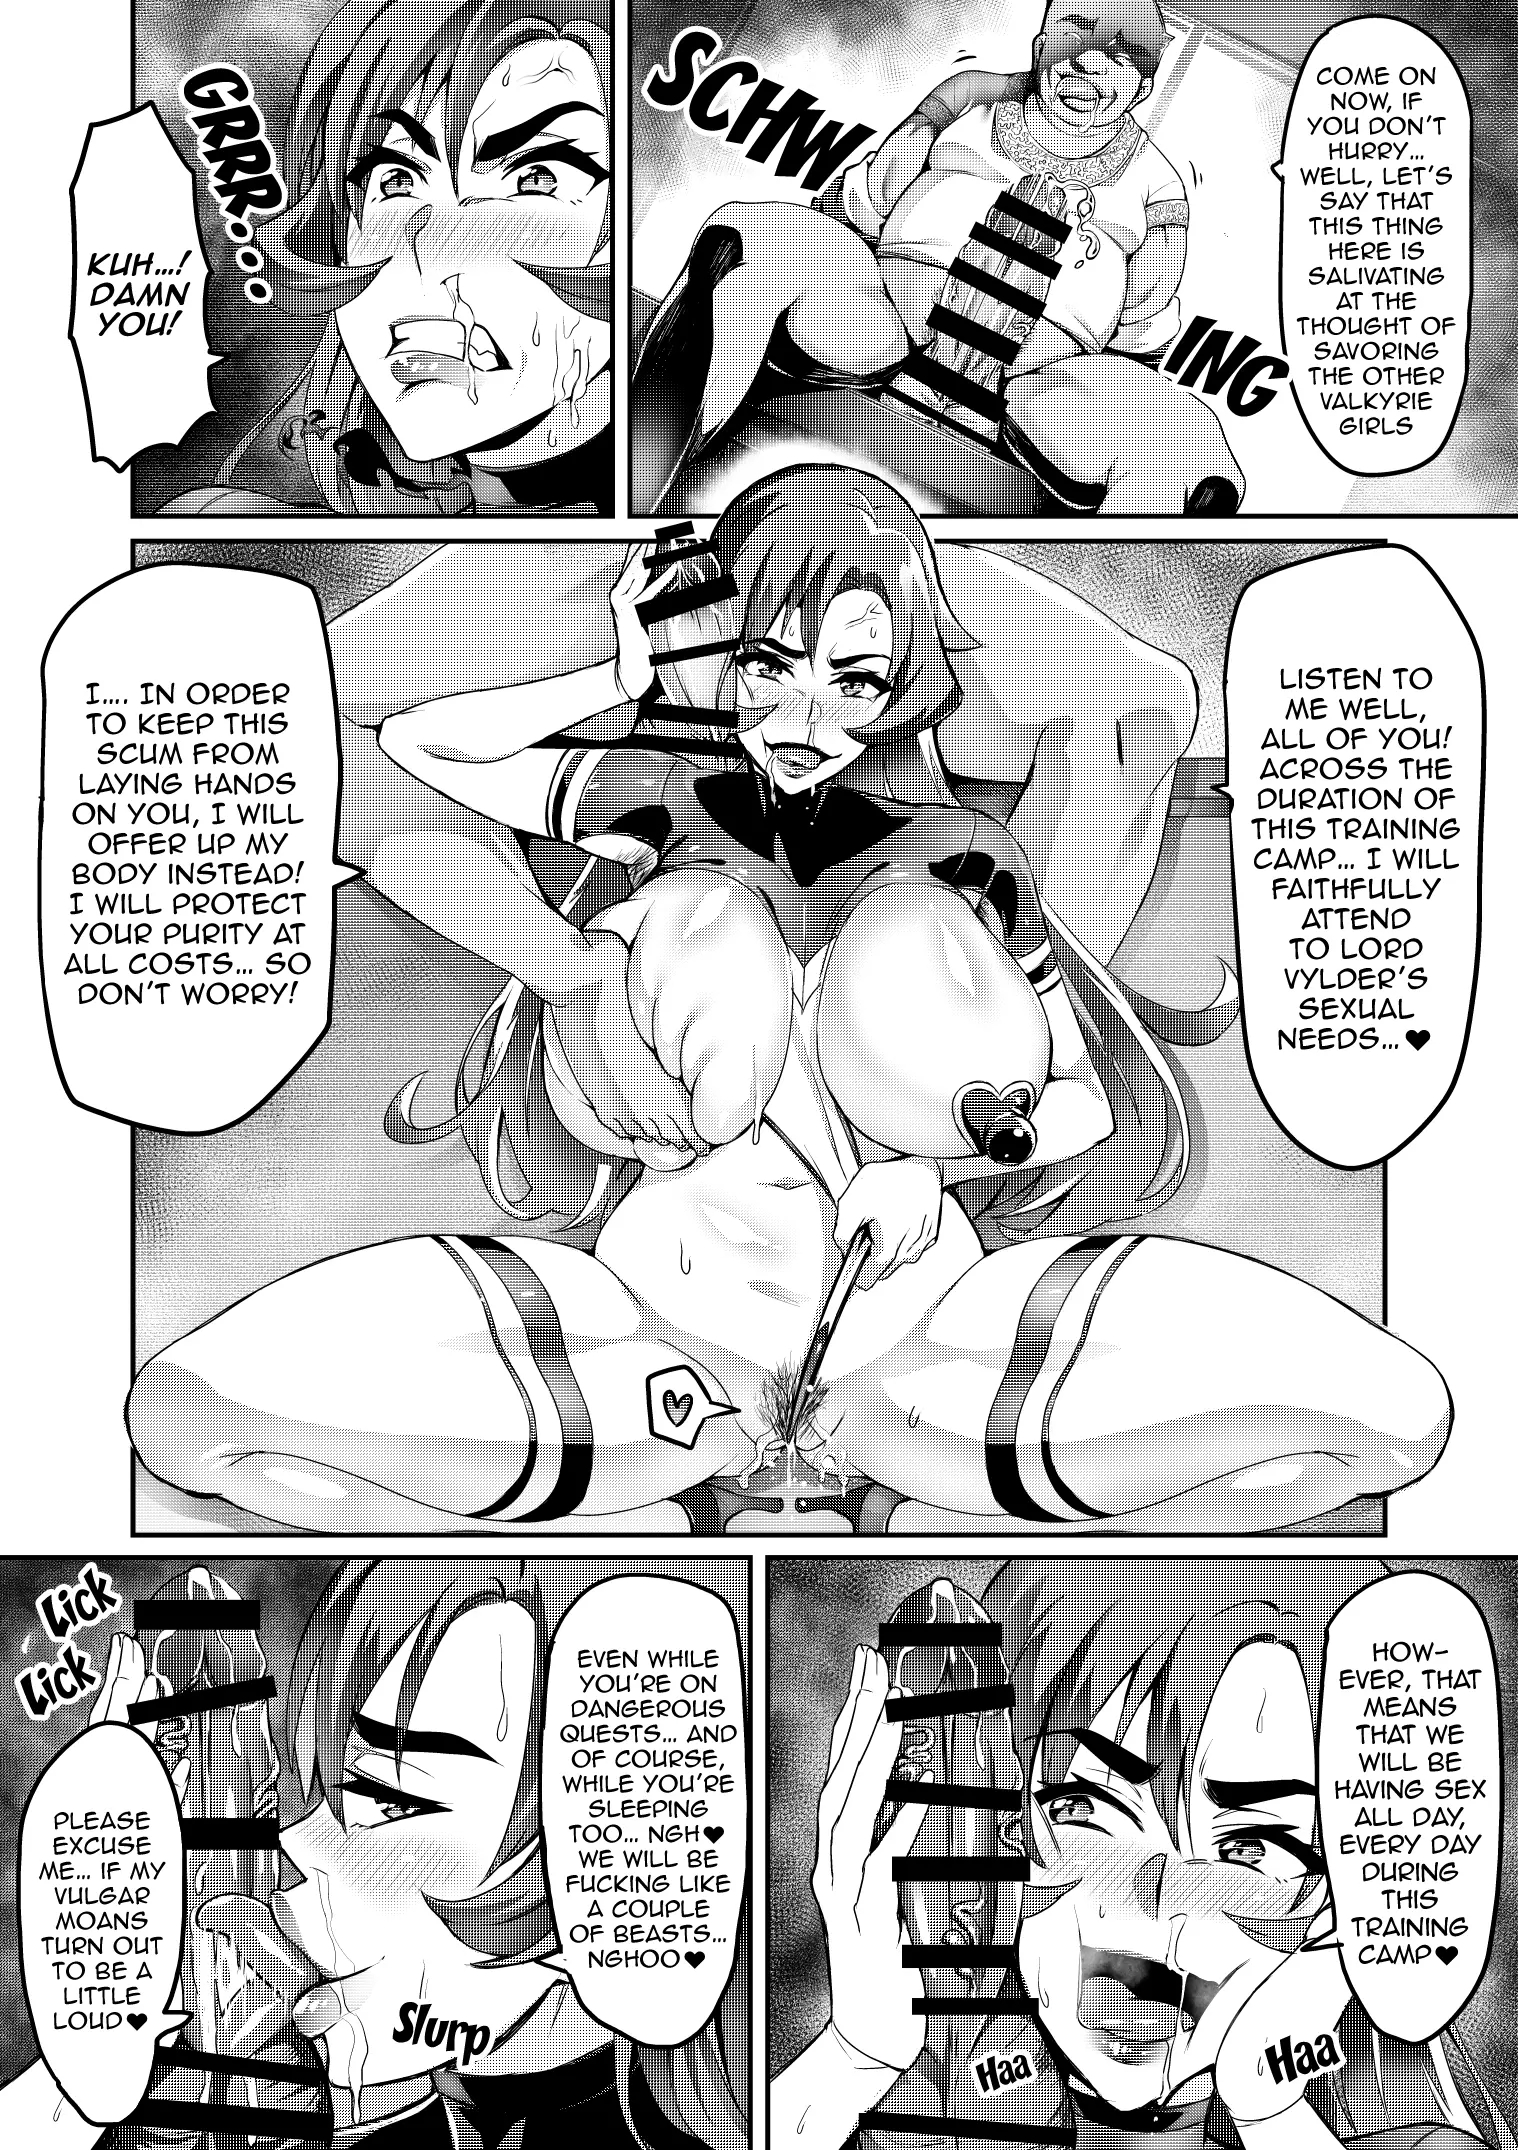 COME ON
NOW, IF
YOU DON'T
HURRY...
WELL, LET'S
SAY THAT
THIS THING
HERE IS
SALIVATING
AT THE
THOUGHT OF
SAVORING
THE OTHER
VALKYRIE
GIRLS
SCHW
ING
GRRR...
KUH...!
DAMN
YOU!
LISTEN TO
ME WELL,
ALL OF YOU!
ACROSS THE
DURATION OF
THIS TRAINING
CAMP... I WILL
FAITHFULLY
ATTEND
TO LORD
VYLDER'S
SEXUAL
NEEDS...♥
I.... IN ORDER
TO KEEP THIS
SCUM FROM
LAYING HANDS
ON YOU, I WILL
OFFER UP MY
BODY INSTEAD!
I WILL PROTECT
YOUR PURITY AT
ALL COSTS... SO
DON'T WORRY!
HOW-
EVER, THAT
MEANS
THAT WE
WILL BE
HAVING SEX
ALL DAY,
EVERY DAY
DURING
THIS
TRAINING
CAMP♥
Haa
Haa
EVEN WHILE
YOU'RE ON
DANGEROUS
QUESTS... AND
OF COURSE,
WHILE YOU'RE
SLEEPING
TOO... NGH♥
WE WILL BE
FUCKING LIKE
A COUPLE
OF BEASTS...
NGHOO♥
Lick
Lick
PLEASE
EXCUSE
ME... IF MY
VULGAR
MOANS
TURN OUT
TO BE A
LITTLE
LOUD♥
Slurp